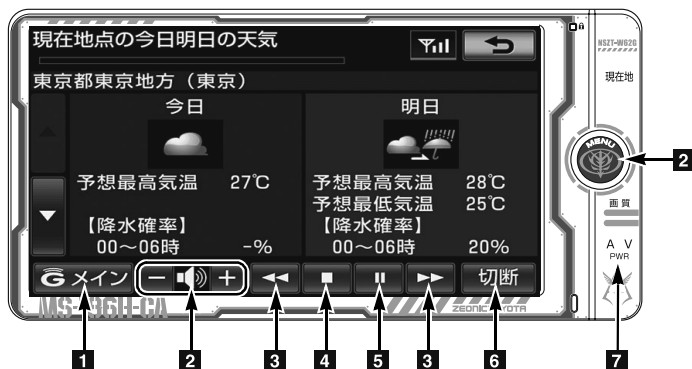 現在地点の今日明日の天気
NSZT-W62G
東京都東京地方（東京）
現在地
今日
明日
MENU
2
予想最高気温 27℃
予想最高気温 28℃
予想最低気温 25℃
【降水確率】
【降水確率】
00～06時 -%
00～06時 20%
画質
A V
PWR
G メイン
－ ＋
切断
ZEONIC TOYOTA
1
2
3
4
5
3
6
7